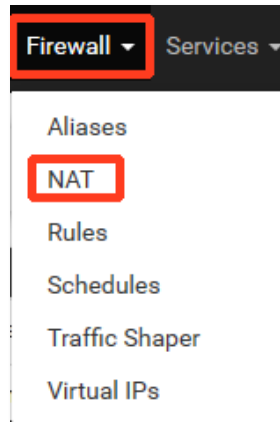 Firewall Services
Aliases
NAT
Rules
Schedules
Traffic Shaper
Virtual IPs